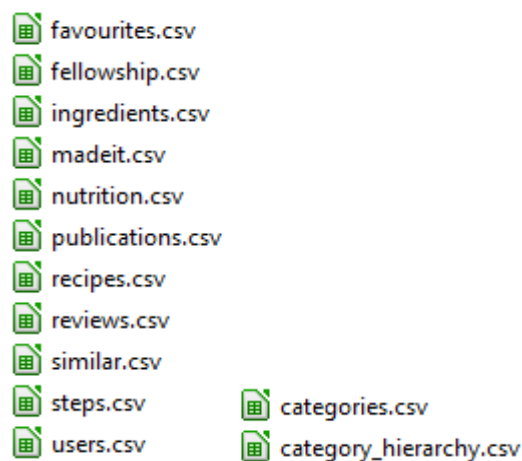 favourites.csv
fellowship.csv
ingredients.csv
madeit.csv
nutrition.csv
publications.csv
recipes.csv
reviews.csv
similar.csv
steps.csv
users.csv
categories.csv
category_hierarchy.csv